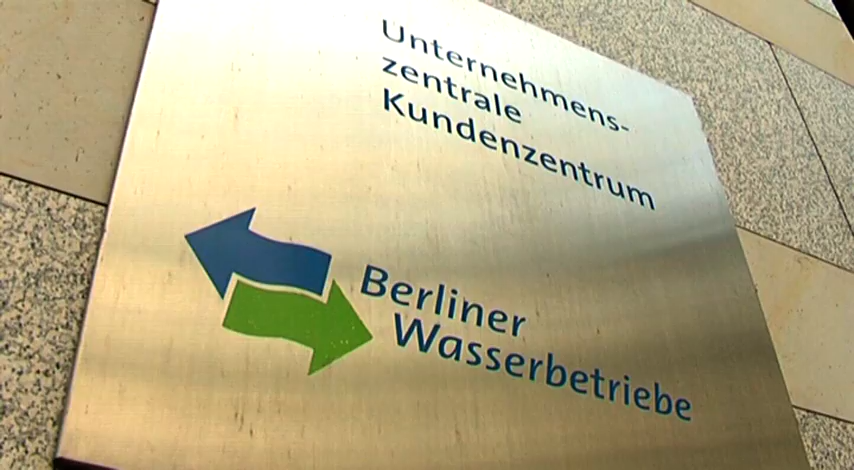 Unternehmens-
zentrale
Kundenzentrum
Berliner
Wasserbetriebe